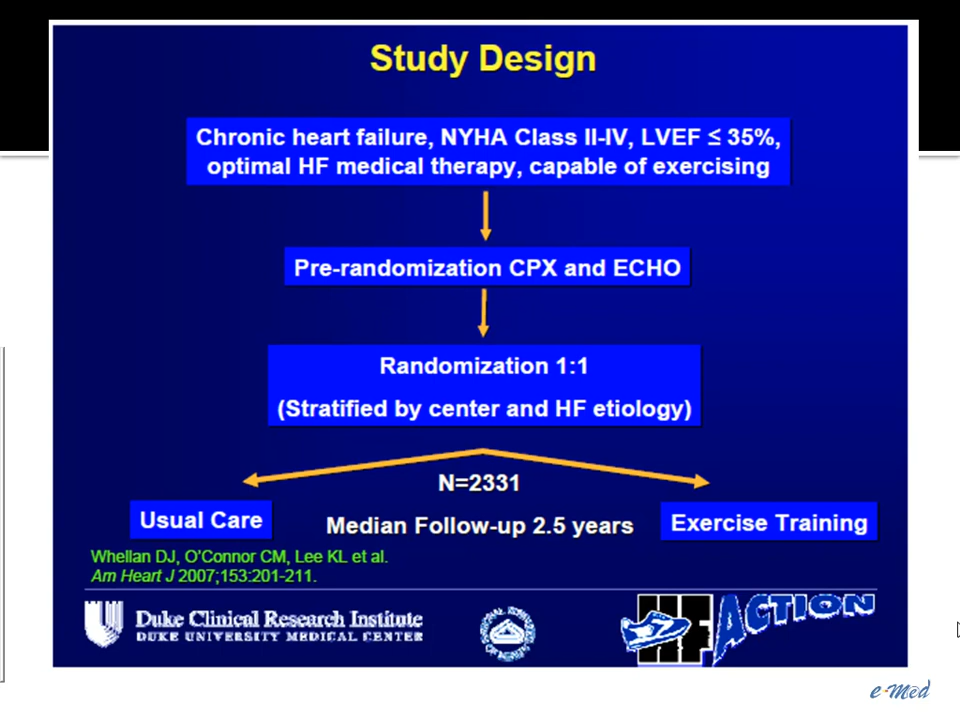 Study Design
Chronic heart failure, NYHA Class II-IV, LVEF ≤ 35%,
optimal HF medical therapy, capable of exercising
Pre-randomization CPX and ECHO
Randomization 1:1
(Stratified by center and HF etiology)
N=2331
Usual Care
Median Follow-up 2.5 years
Exercise Training
Whellan DJ, O'Connor CM, Lee KL et al.
Am Heart J 2007;153:201-211.
Duke Clinical Research Institute
DUKE UNIVERSITY MEDICAL CENTER
HF ACTION
e-Med